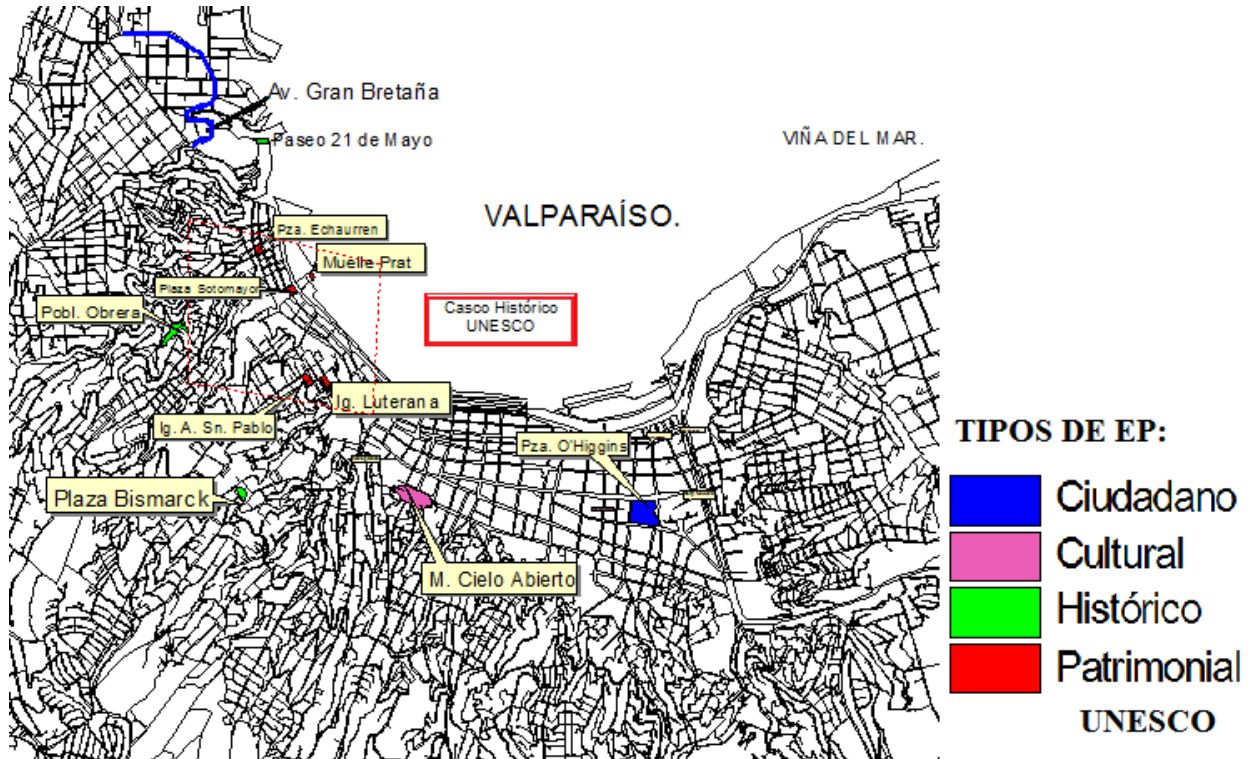 Av. Gran Bretaña
Paseo 21 de Mayo
VIÑA DEL MAR.
VALPARAÍSO.
Pza. Echaurren
Muelle Prat
Plaza Sotomayor
Pobl. Obrera
Casco Histórico
UNESCO
Ig. Luterana
Ig. A. Sn. Pablo
Pza. O'Higgins
Plaza Bismarck
M. Cielo Abierto
TIPOS DE EP:
Ciudadano
Cultural
Histórico
Patrimonial
UNESCO